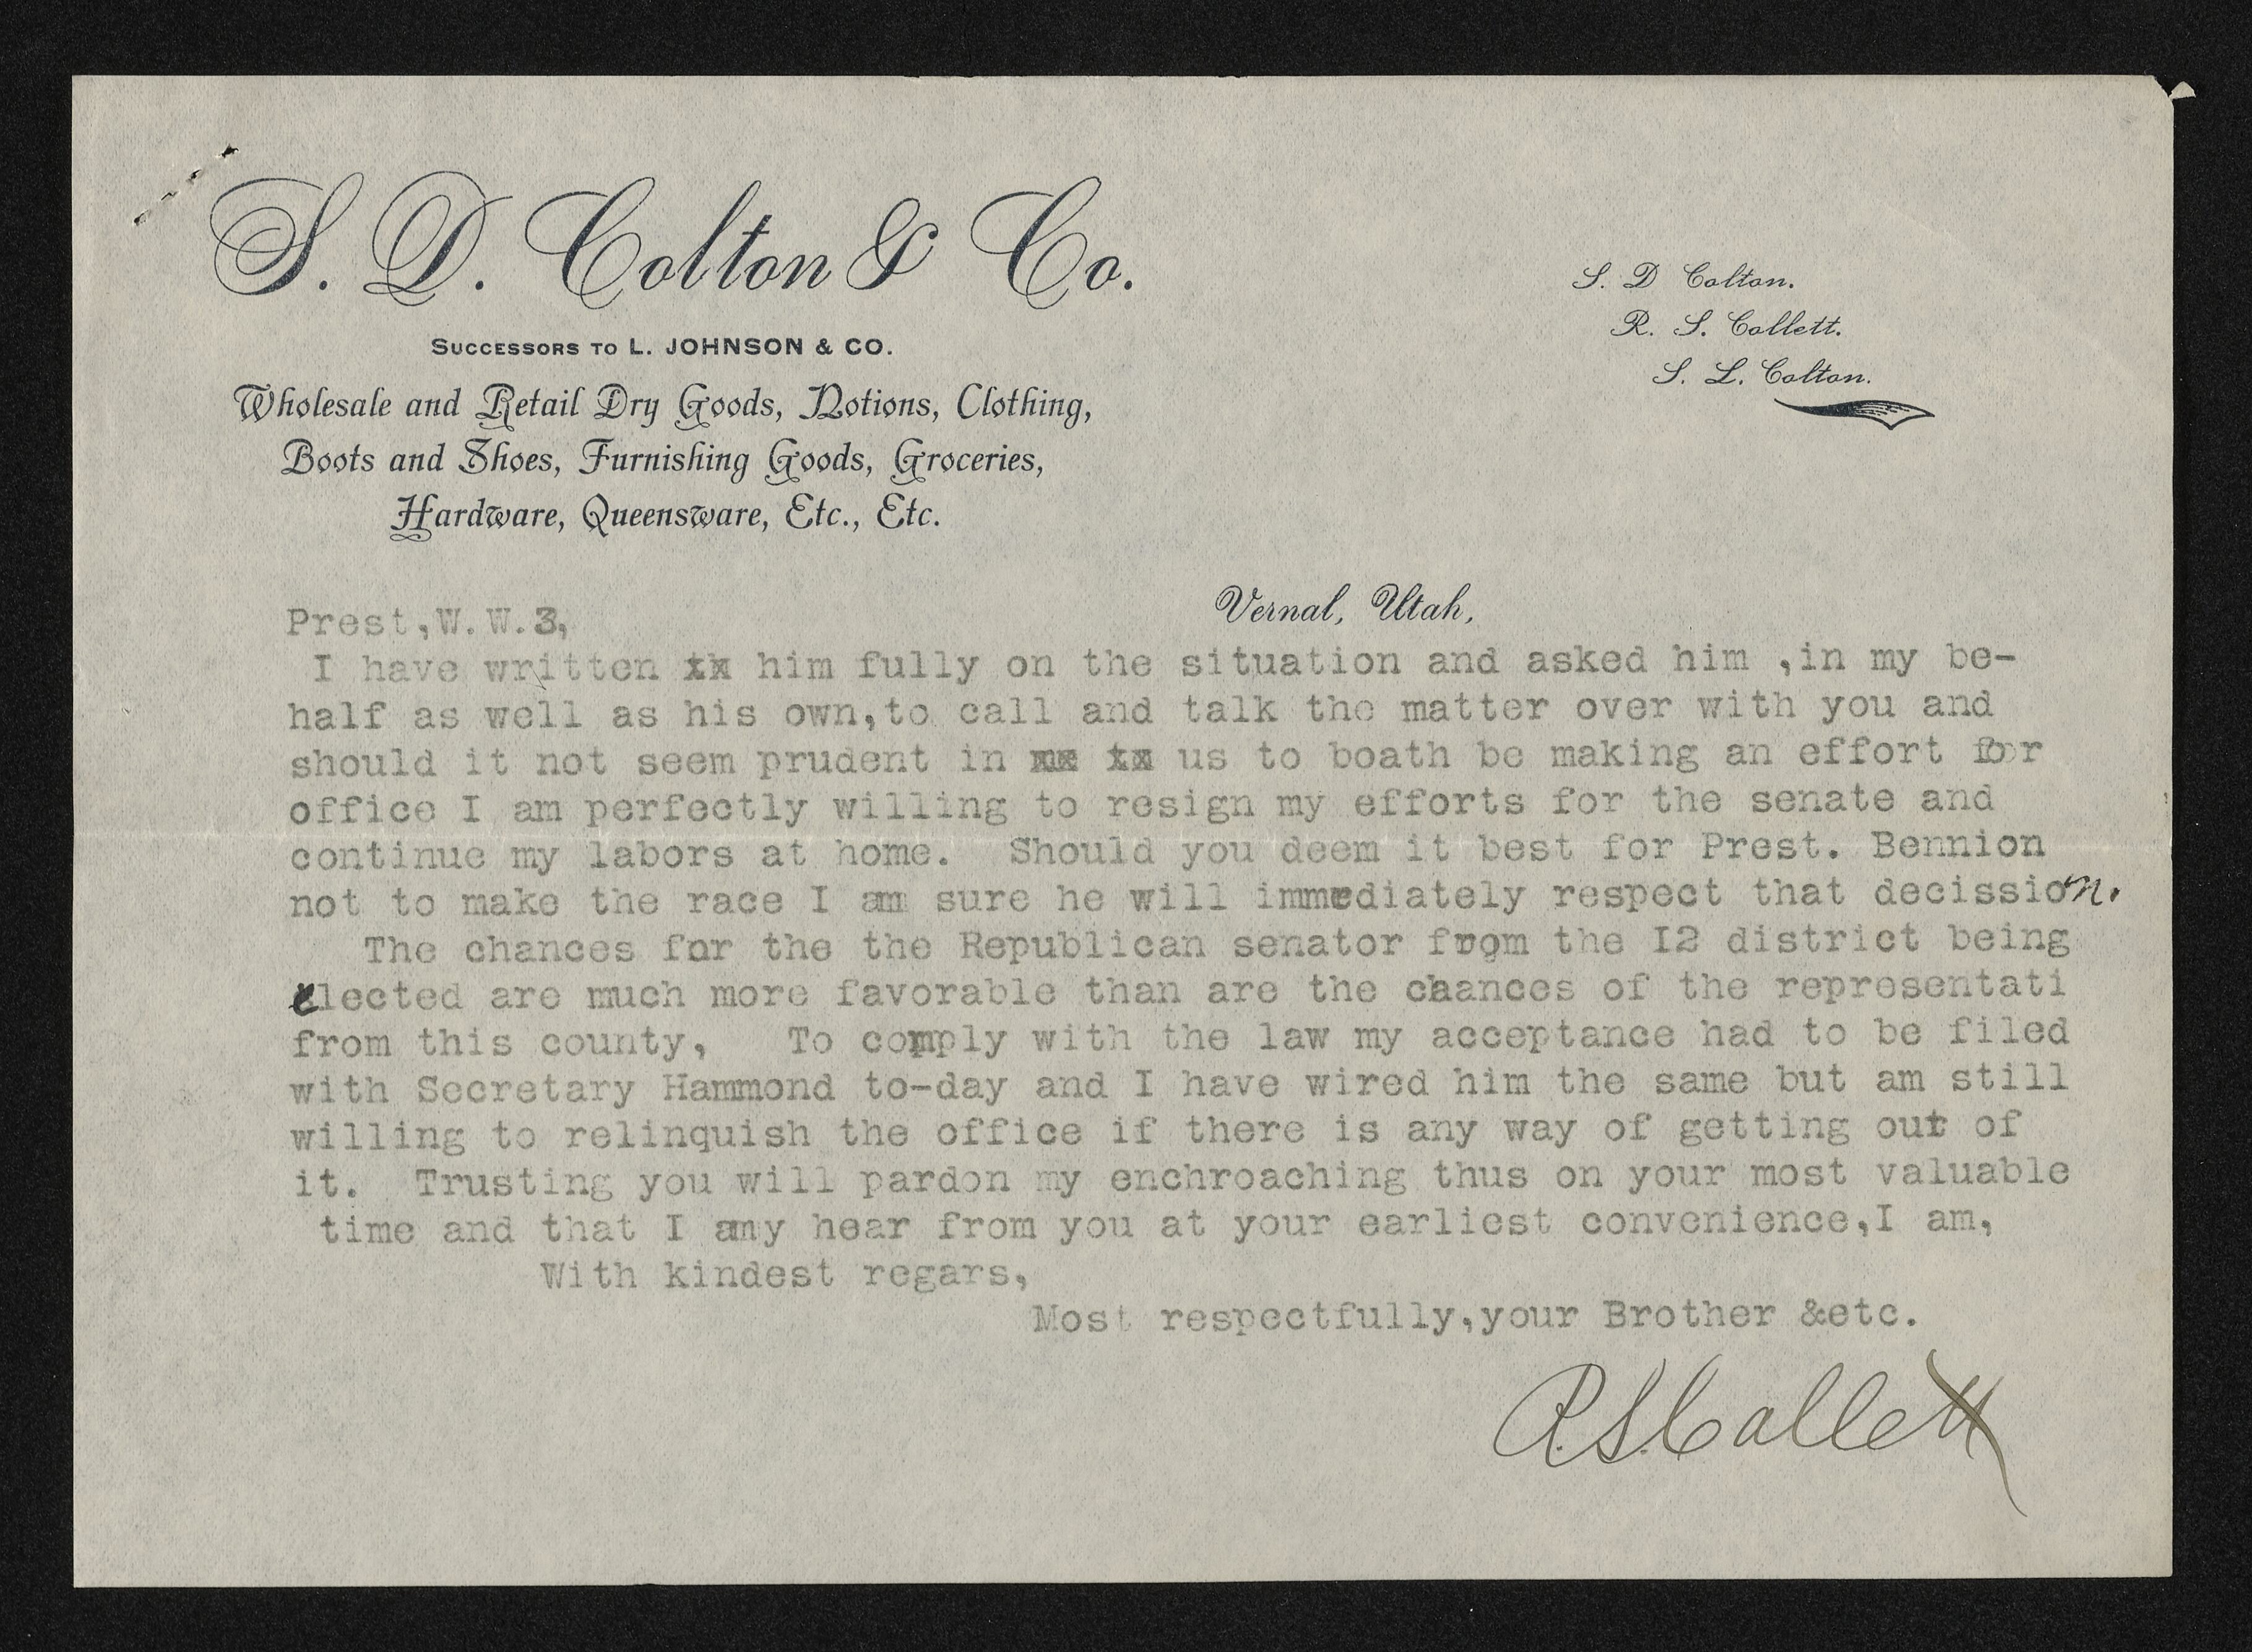 S. D. Colton & Co.
SUCCESSORS TO L. JOHNSON & CO.
Wholesale and Retail Dry Goods, Notions, Clothing,
Boots and Shoes, Furnishing Goods, Groceries,
Hardware, Queensware, Etc., Etc.
S. D Colton.
R. S. Collett.
S. L. Colton.
Vernal, Utah,
Prest,W.W.3,
I have written him fully on the situation and asked him ,in my be-
half as well as his own,to call and talk the matter over with you and
should it not seem prudent in us to boath be making an effort for
office I am perfectly willing to resign my efforts for the senate and
continue my labors at home. Should you deem it best for Prest. Bennion
not to make the race I am sure he will immediately respect that decission.
The chances for the the Republican senator from the I2 district being
elected are much more favorable than are the chances of the representati
from this county, To comply with the law my acceptance had to be filed
with Secretary Hammond to-day and I have wired him the same but am still
willing to relinquish the office if there is any way of getting out of
it. Trusting you will pardon my enchroaching thus on your most valuable
time and that I amy hear from you at your earliest convenience,I am,
With kindest regars,
Most respectfully,your Brother &etc.
R.S. Collett